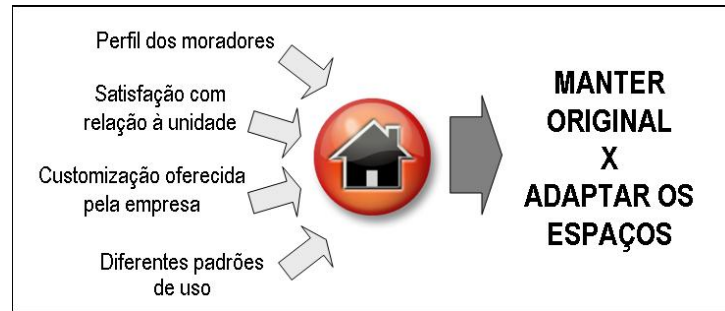 Perfil dos moradores
Satisfação com
relação à unidade
Customização oferecida
pela empresa
Diferentes padrões
de uso
MANTER
ORIGINAL
X
ADAPTAR OS
ESPAÇOS